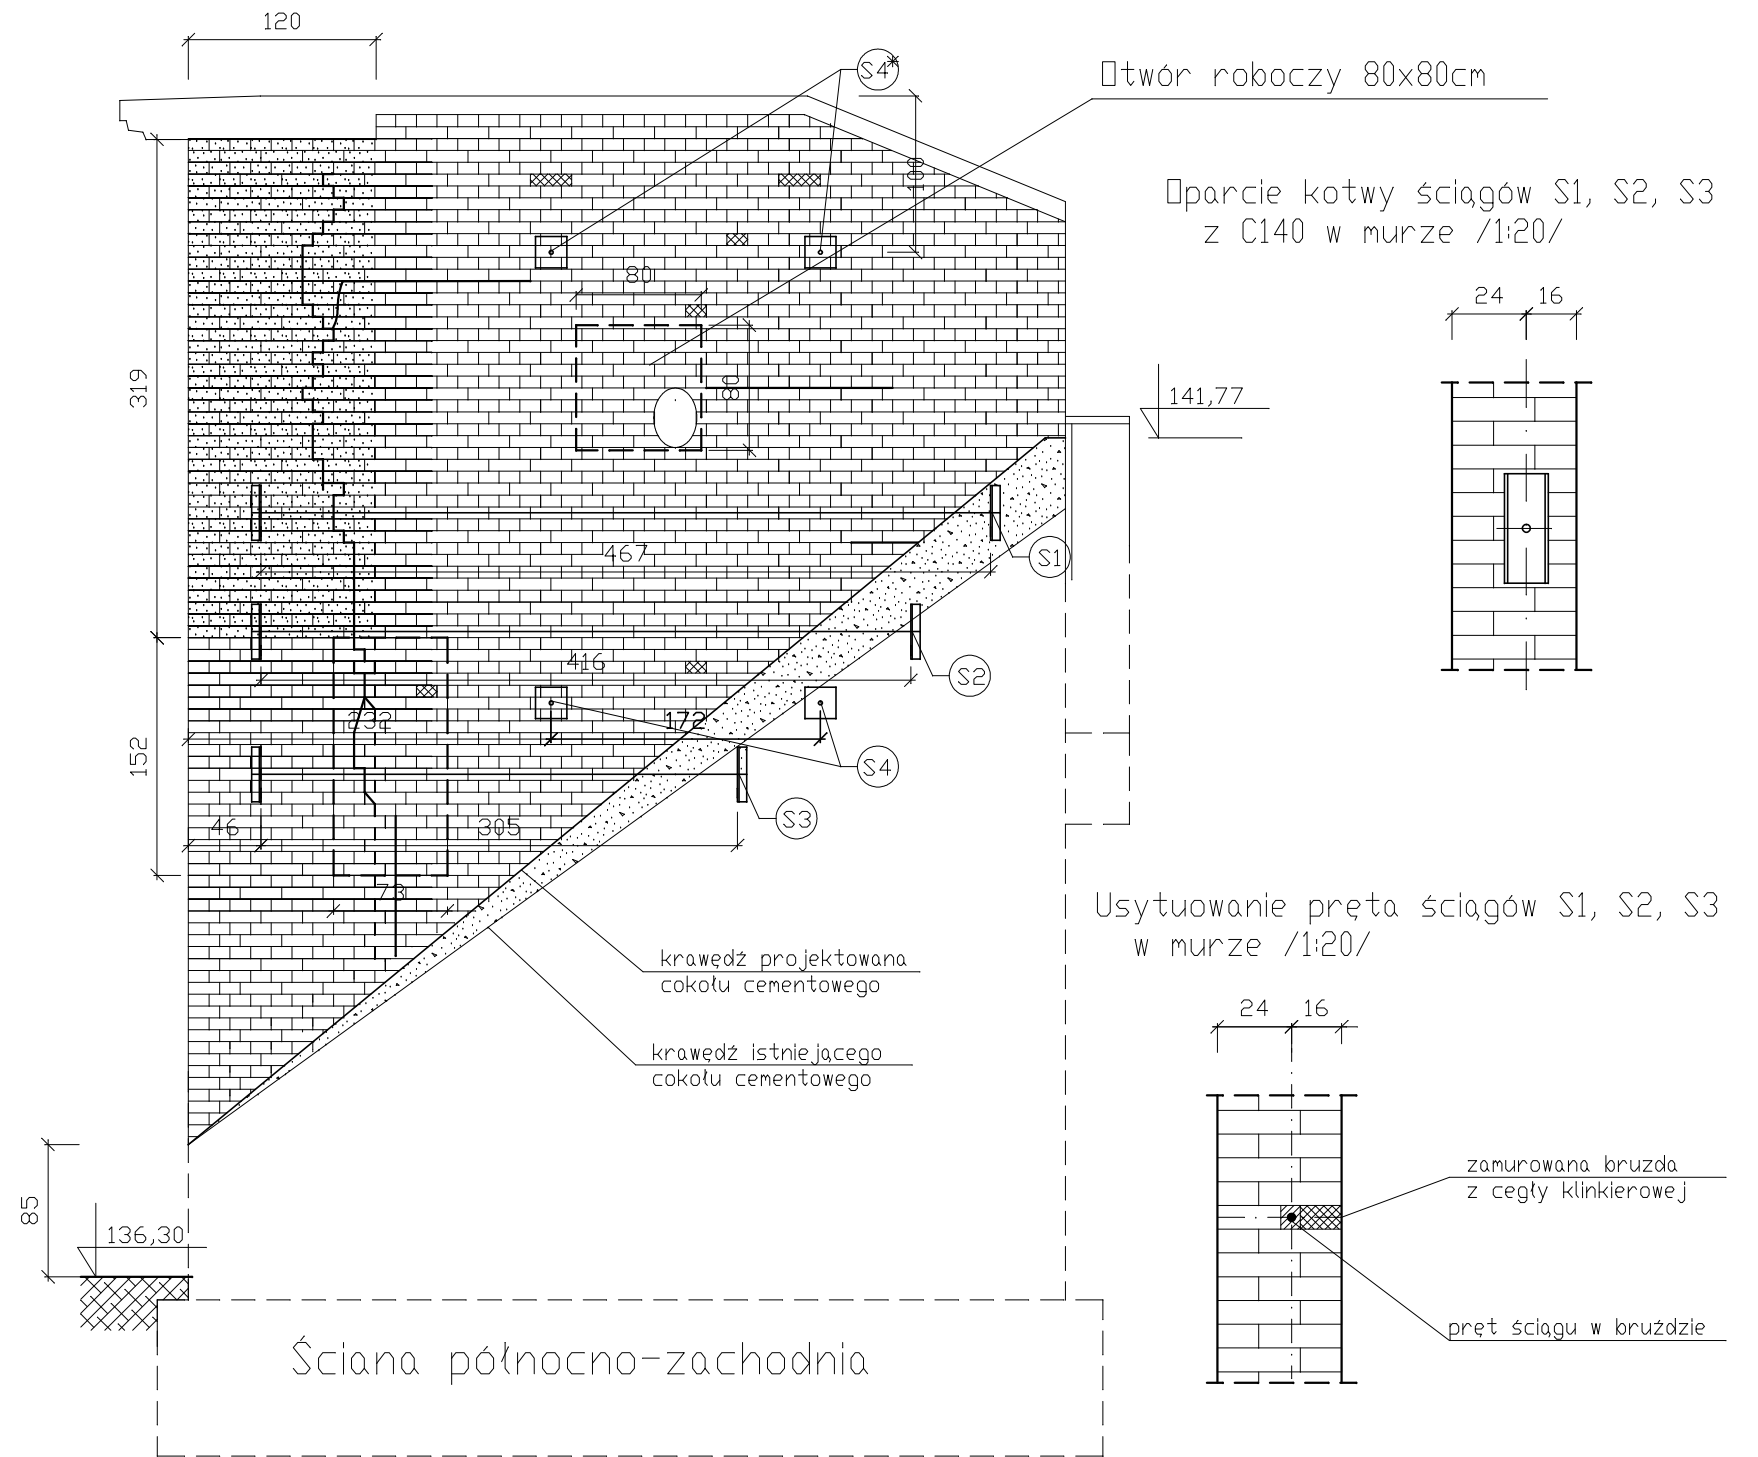 120
S4*
Otwór roboczy 80x80cm
100
Oparcie kotwy ściągów S1, S2, S3
z C140 w murze /1:20/
80
24 16
319
80
141,77
467
S1
416
S2
232
172
152
S4
46
305
S3
73
Usytuowanie pręta ściągów S1, S2, S3
w murze /1:20/
krawędź projektowana
cokołu cementowego
24 16
krawędź istniejącego
cokołu cementowego
zamurowana bruzda
z cegły klinkierowej
85
136,30
pręt ściągu w bruździe
Ściana północno-zachodnia